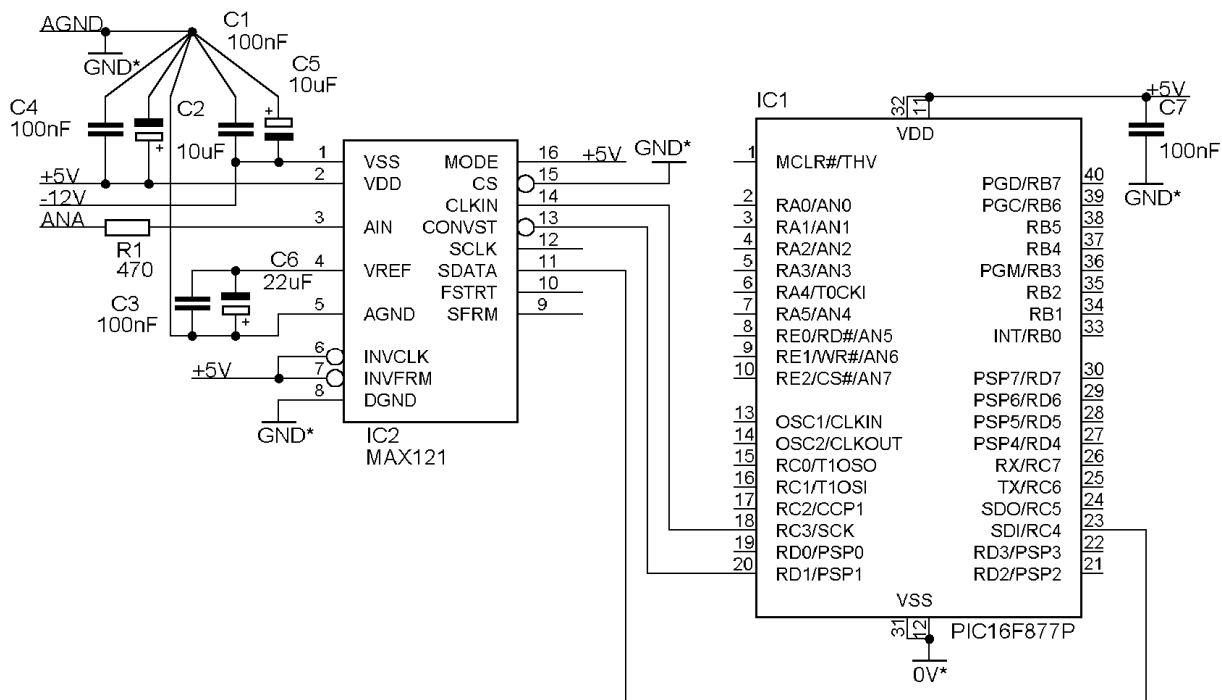 AGND
GND*
C1
100nF
C5
10uF
C4
100nF
C2
10uF
+
+
+5V
-12V
ANA
R1
470
C6
22uF
C3
100nF
+
+5V
GND*
1 VSS
2 VDD
3 AIN
4 VREF
5 AGND
6 INVCLK
7 INVFRM
8 DGND
MODE 16
CS 15
CLKIN 14
CONVST 13
SCLK 12
SDATA 11
FSTRT 10
SFRM 9
+5V
GND*
IC2
MAX121
IC1
32
11
VDD
+5V
C7
100nF
GND*
1 MCLR#/THV
2 RA0/AN0
3 RA1/AN1
4 RA2/AN2
5 RA3/AN3
6 RA4/T0CKI
7 RA5/AN4
8 RE0/RD#/AN5
9 RE1/WR#/AN6
10 RE2/CS#/AN7
13 OSC1/CLKIN
14 OSC2/CLKOUT
15 RC0/T1OSO
16 RC1/T1OSI
17 RC2/CCP1
18 RC3/SCK
19 RD0/PSP0
20 RD1/PSP1
PGD/RB7 40
PGC/RB6 39
RB5 38
RB4 37
PGM/RB3 36
RB2 35
RB1 34
INT/RB0 33
PSP7/RD7 30
PSP6/RD6 29
PSP5/RD5 28
PSP4/RD4 27
RX/RC7 26
TX/RC6 25
SDO/RC5 24
SDI/RC4 23
RD3/PSP3 22
RD2/PSP2 21
VSS
31
12
PIC16F877P
0V*